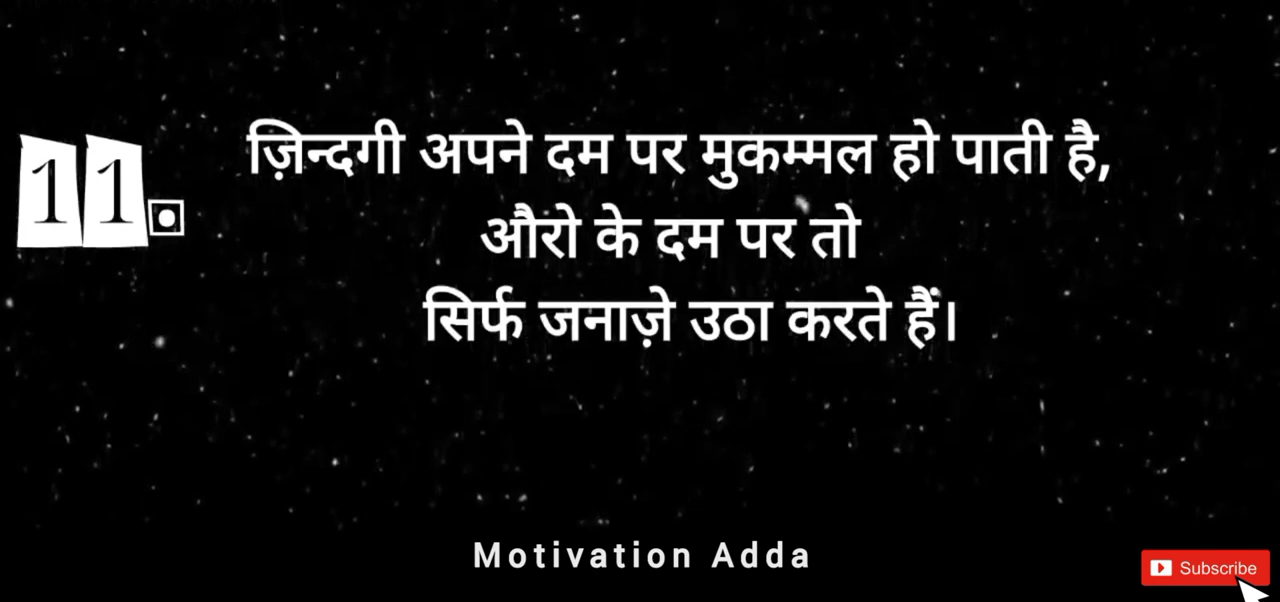 11.
ज़िन्दगी अपने दम पर मुकम्मल हो पाती है,
औरो के दम पर तो
सिर्फ जनाज़े उठा करते हैं।
Motivation Adda
Subscribe